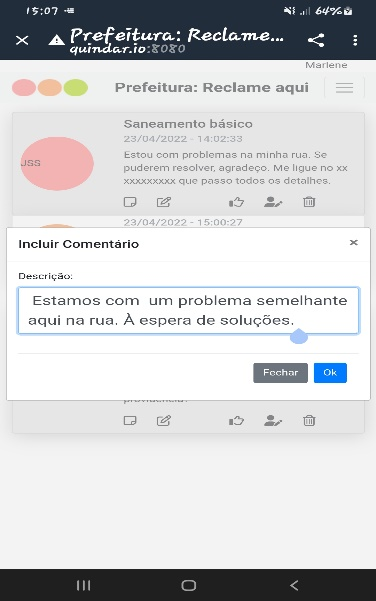 15:07
64%
Prefeitura: Reclame...
quindar.io:8080
Marlene
Prefeitura: Reclame aqui
Saneamento básico
23/04/2022 - 14:02:33
JSS
Estou com problemas na minha rua. Se
puderem resolver, agradeço. Me ligue no xx
xxxxxxxxx que passo todos os detalhes.
23/04/2022 - 15:00:27
Incluir Comentário
×
Descrição:
Estamos com um problema semelhante
aqui na rua. À espera de soluções.
Fechar
Ok